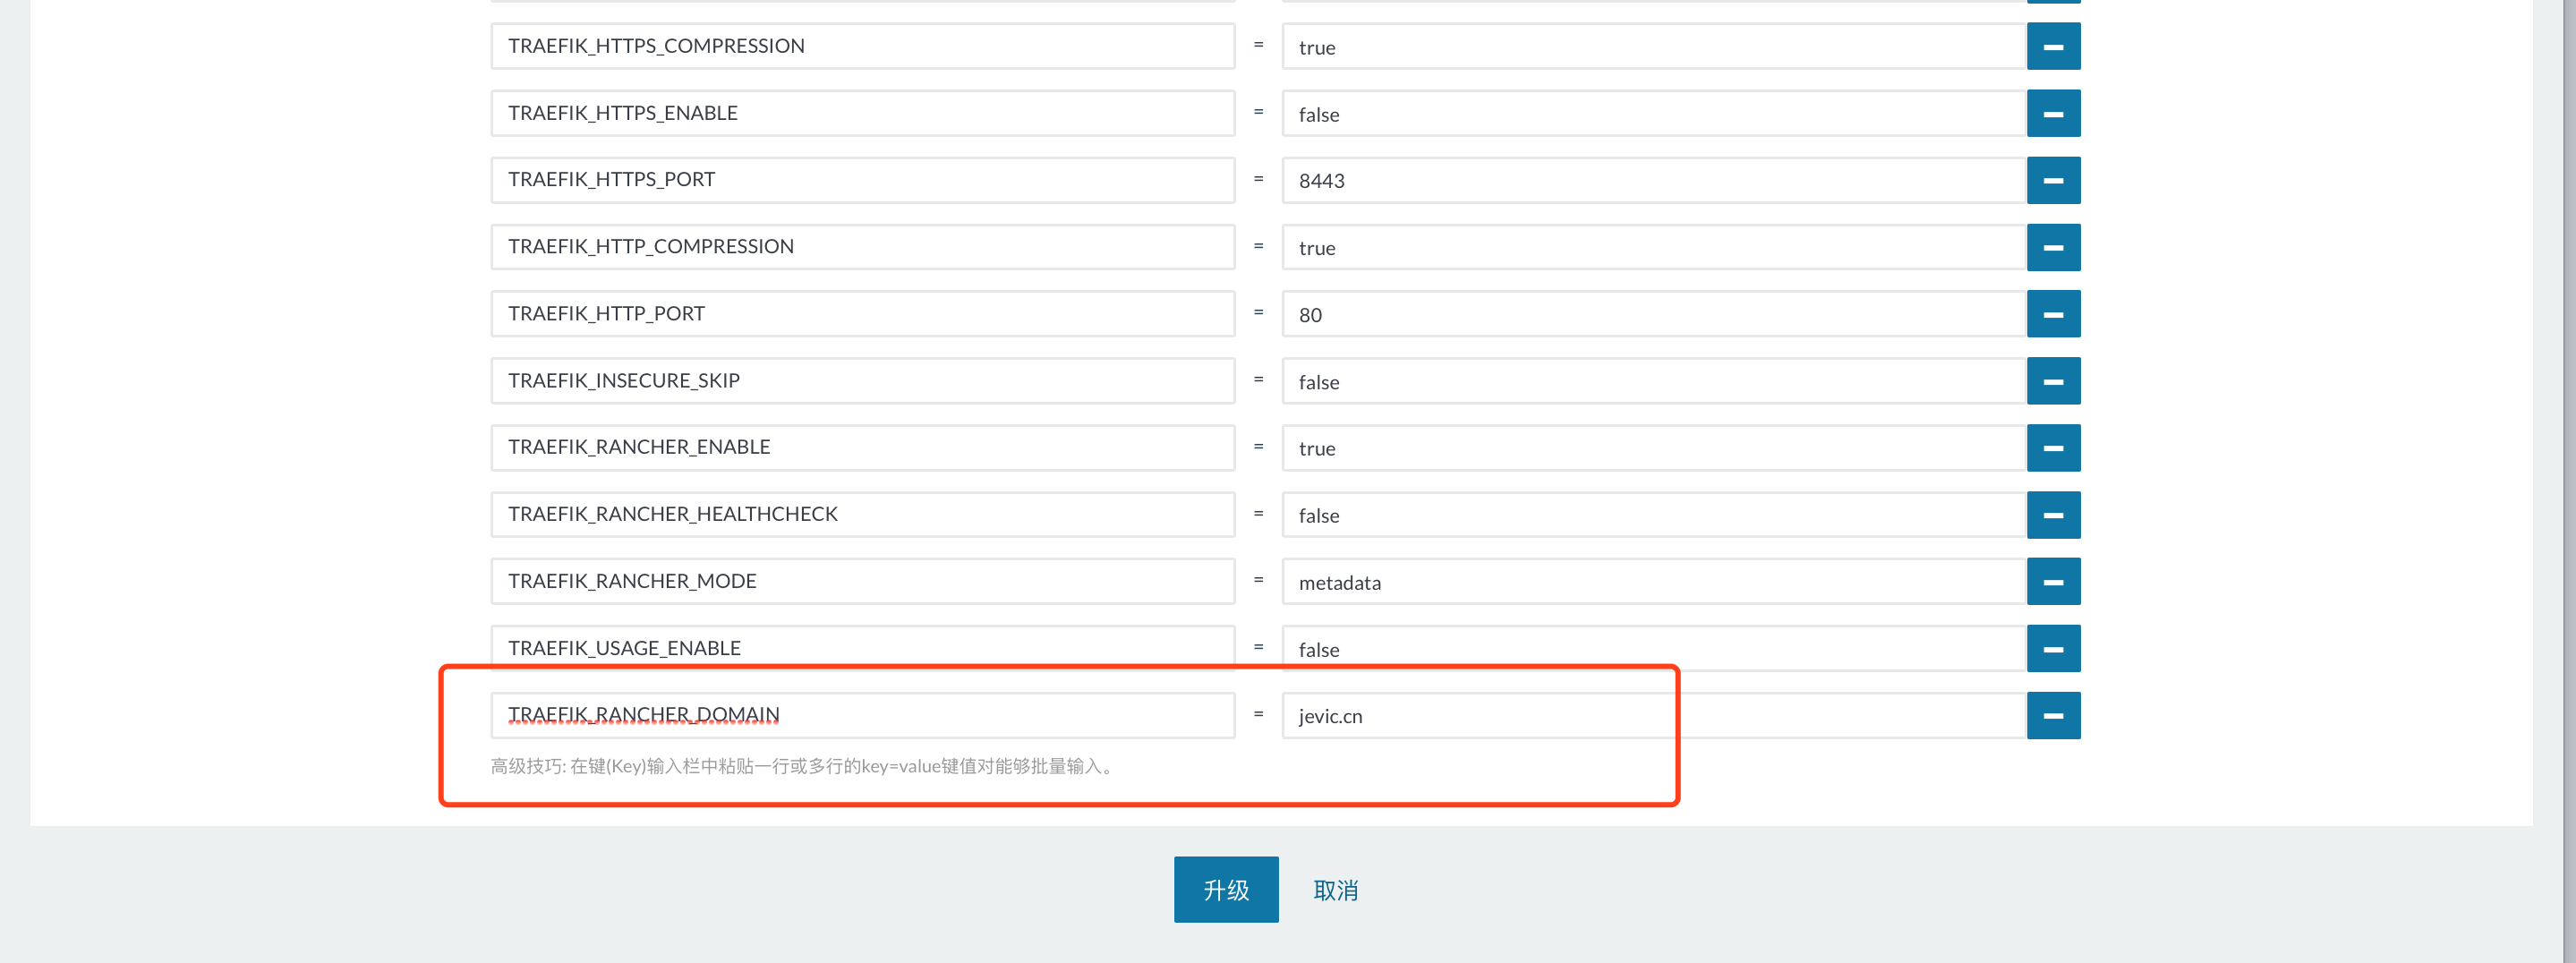 TRAEFIK_HTTPS_COMPRESSION = true
TRAEFIK_HTTPS_ENABLE = false
TRAEFIK_HTTPS_PORT = 8443
TRAEFIK_HTTP_COMPRESSION = true
TRAEFIK_HTTP_PORT = 80
TRAEFIK_INSECURE_SKIP = false
TRAEFIK_RANCHER_ENABLE = true
TRAEFIK_RANCHER_HEALTHCHECK = false
TRAEFIK_RANCHER_MODE = metadata
TRAEFIK_USAGE_ENABLE = false
TRAEFIK_RANCHER_DOMAIN = jevic.cn
高级技巧: 在键(Key)输入栏中粘贴一行或多行的key=value键值对能够批量输入。
升级 取消